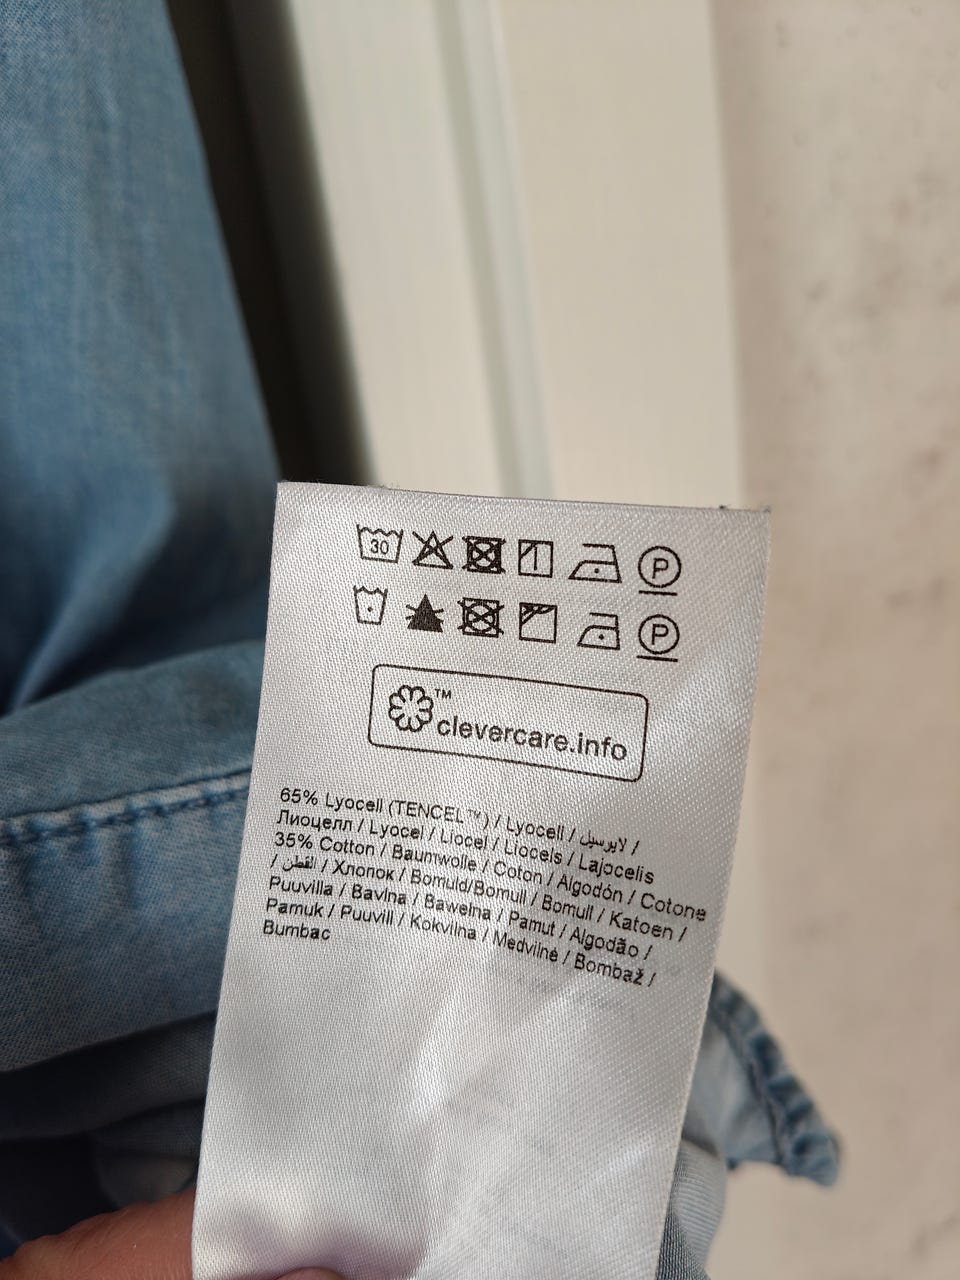 30 P
P
™
clevercare.info
65% Lyocell (TENCEL™) / Lyocell / لايوسيل /
Лиоцелл / Lyocel / Liocel / Liocels / Lajocelis
35% Cotton / Baumwolle / Coton / Algodón / Cotone
/ القطن / Хлопок / Bomuld/Bomull / Bomull / Katoen /
Puuvilla / Bavlna / Bawełna / Pamut / Algodão /
Pamuk / Puuvill / Kokvilna / Medvilnė / Bombaž /
Bumbac